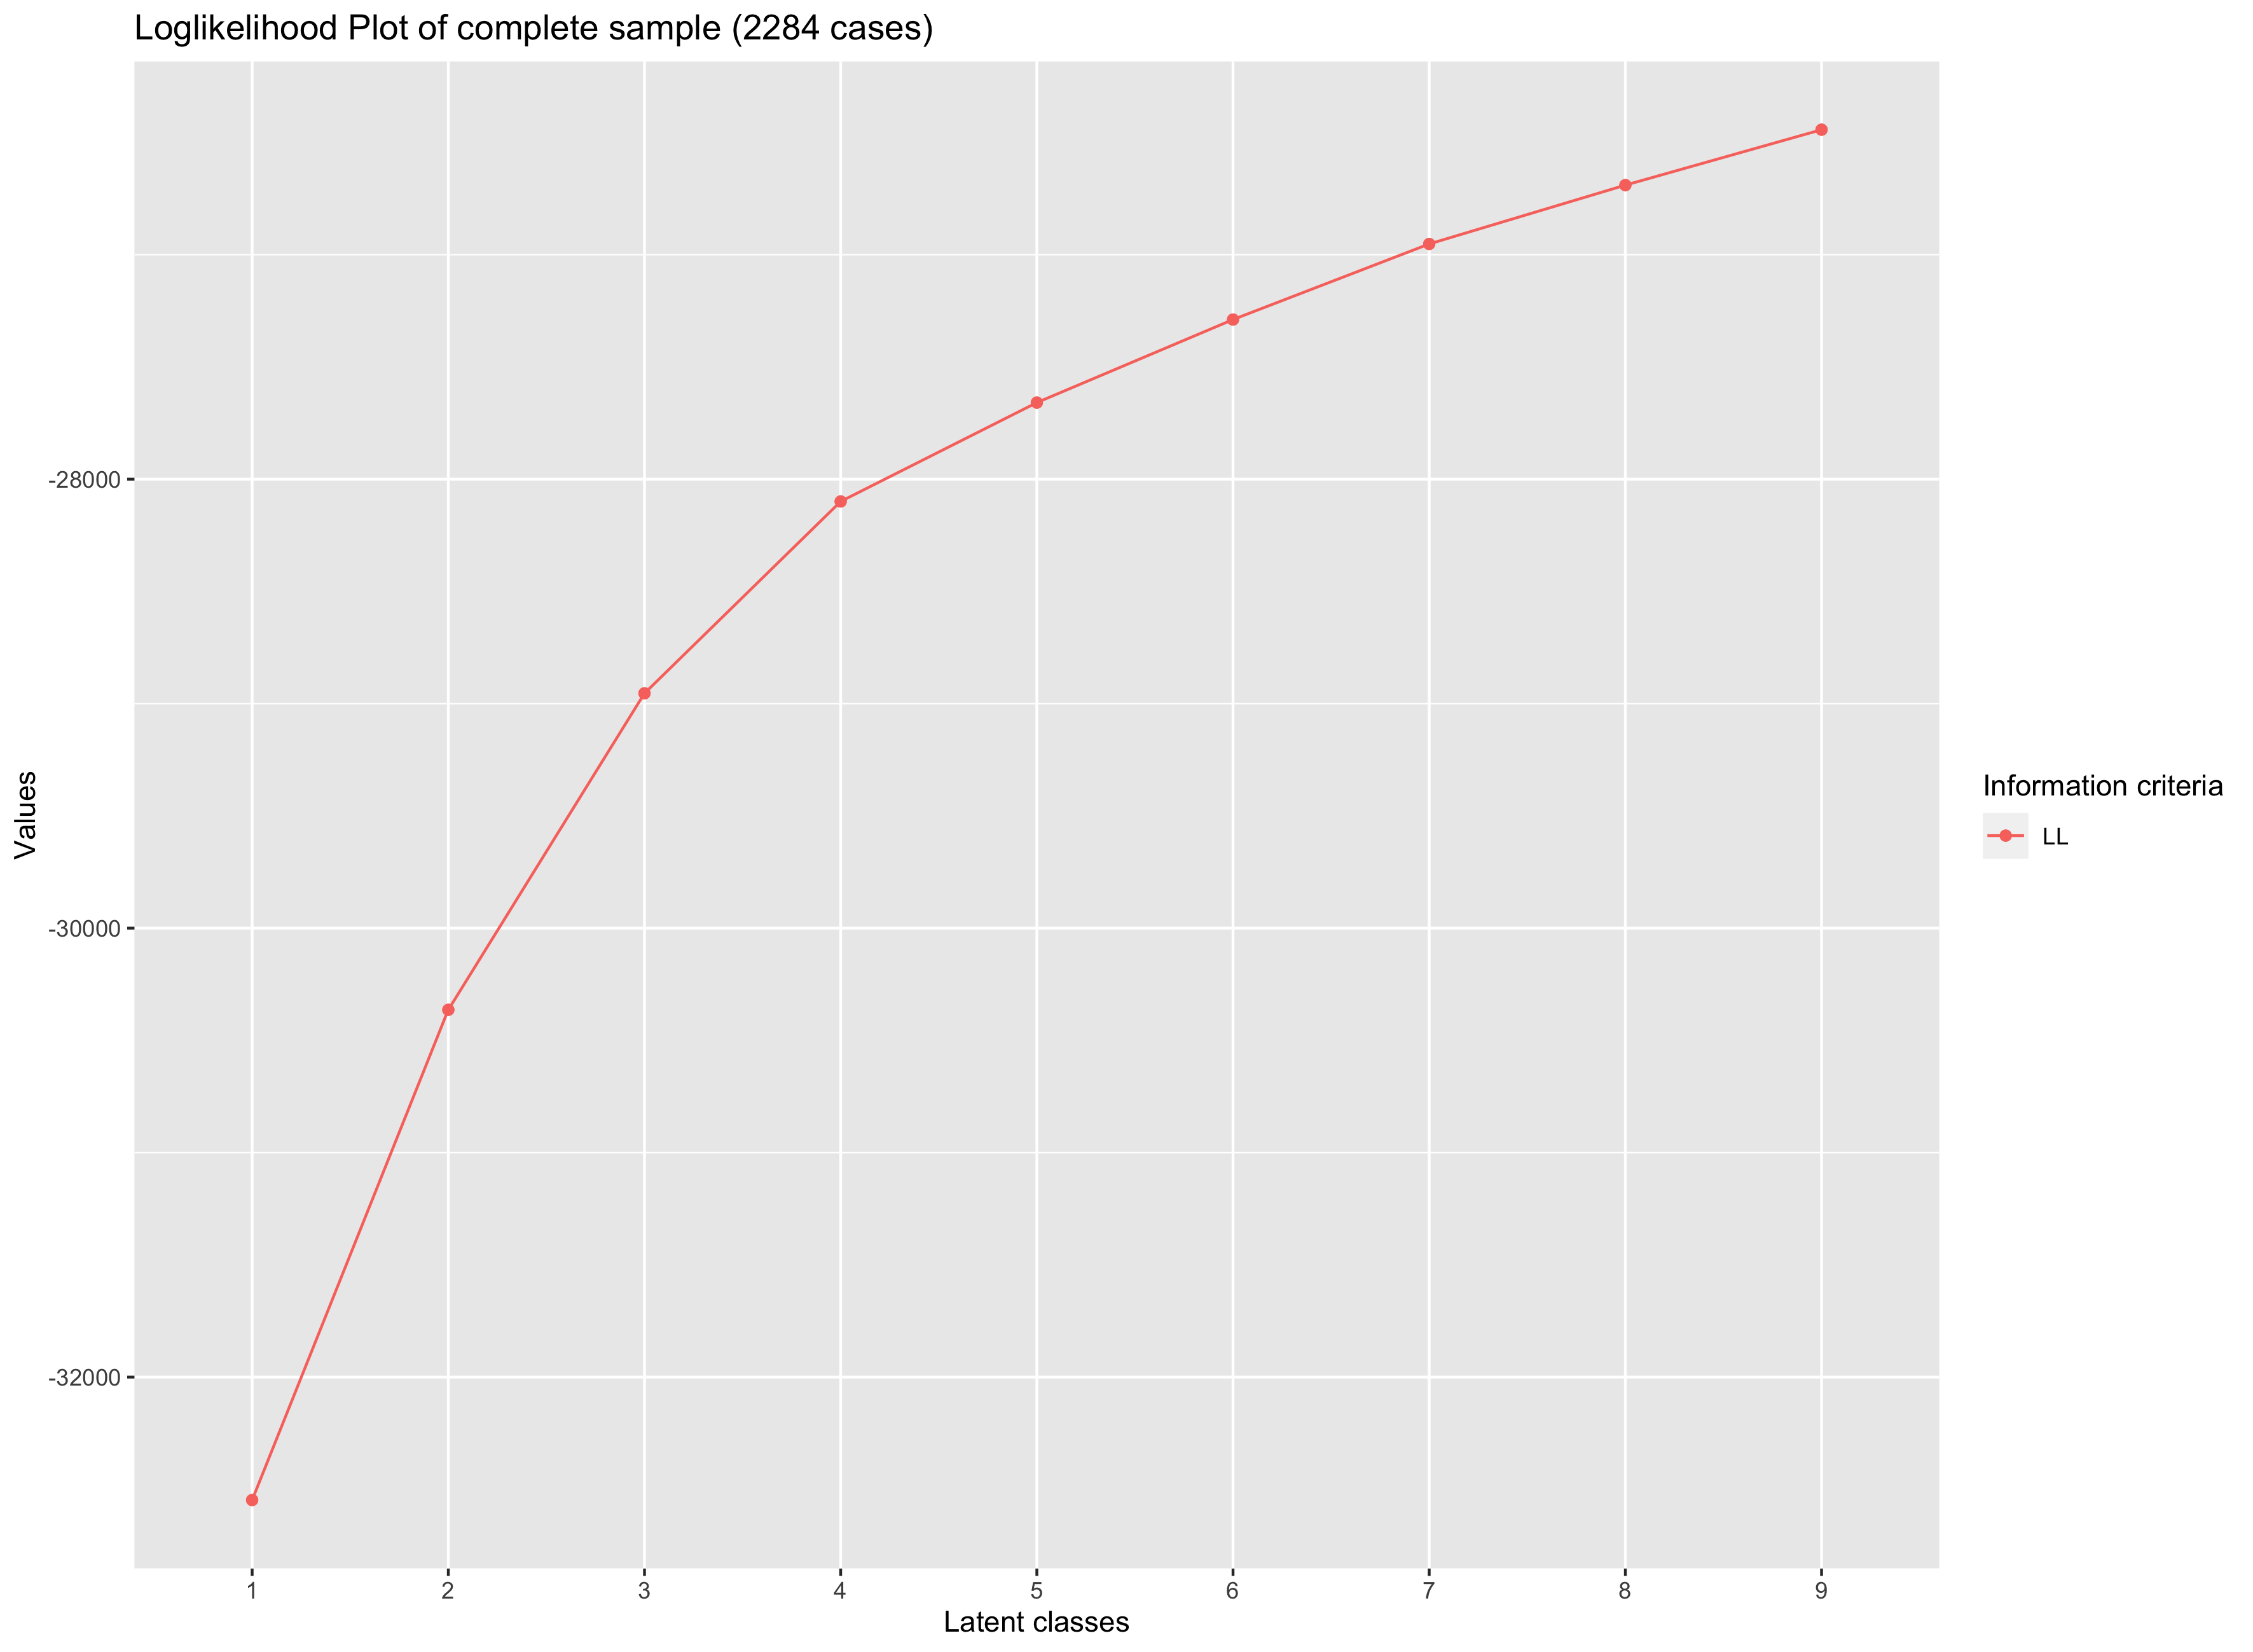 Loglikelihood Plot of complete sample (2284 cases)
Values
-28000
-30000
-32000
1 2 3 4 5 6 7 8 9
Latent classes
Information criteria
LL